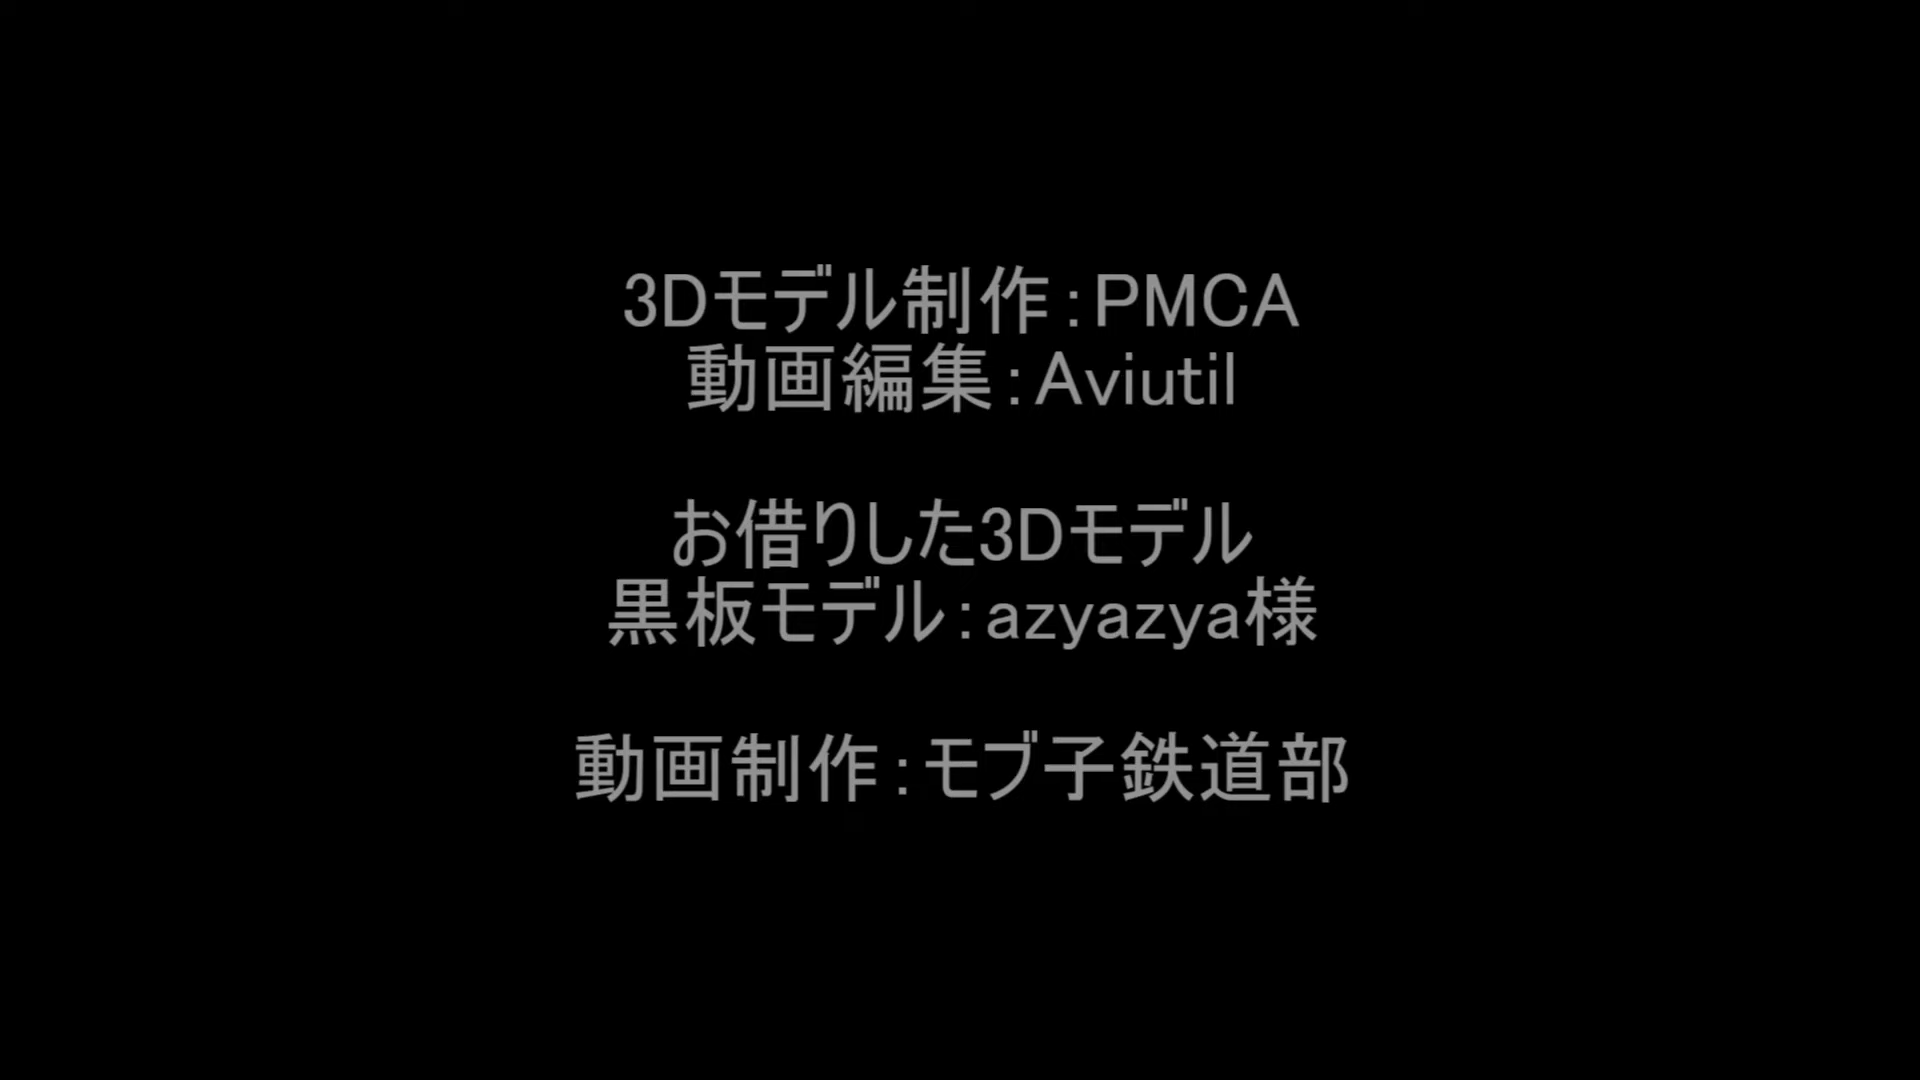 3Dモデル制作：PMCA
動画編集：Aviutil
お借りした3Dモデル
黒板モデル：azyazya様
動画制作：モブ子鉄道部